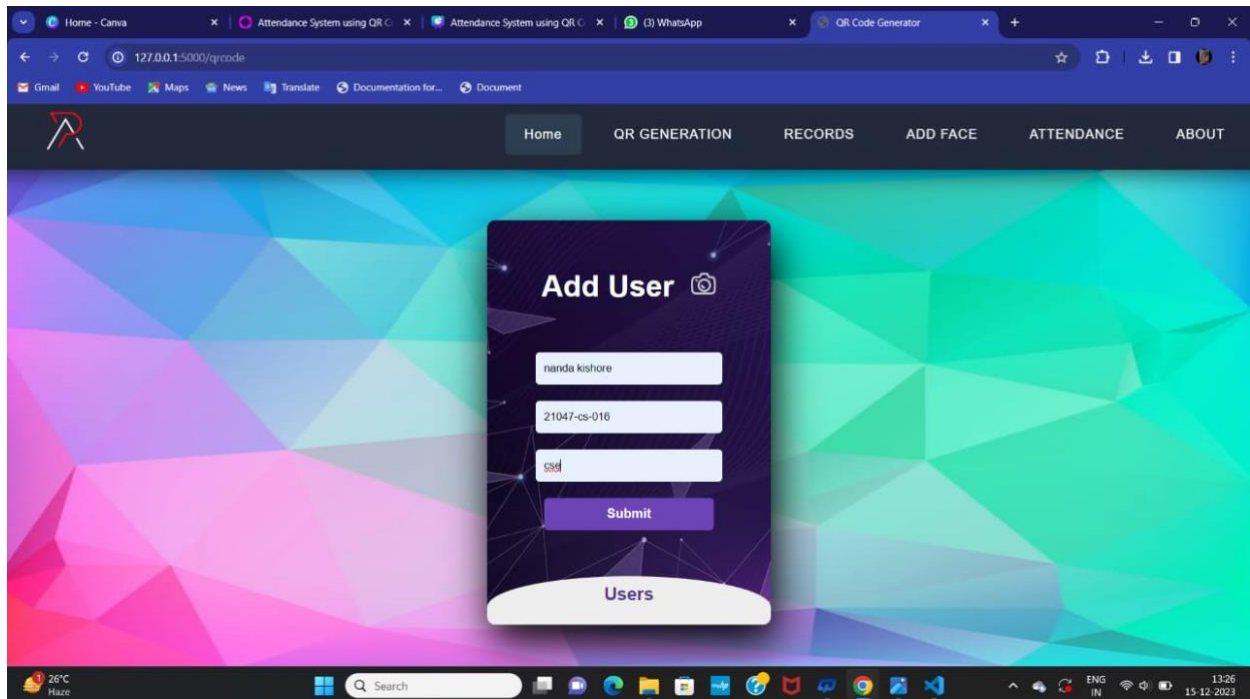 Home - Canva
Attendance System using QR C
Attendance System using QR C
(3) WhatsApp
QR Code Generator
127.0.0.1:5000/qrcode
Gmail YouTube Maps News Translate Documentation for... Document
Home QR GENERATION RECORDS ADD FACE ATTENDANCE ABOUT
Add User
nanda kishore
21047-cs-016
cse
Submit
Users
1
26°C
Haze
Search
ENG
IN
13:26
15-12-2023